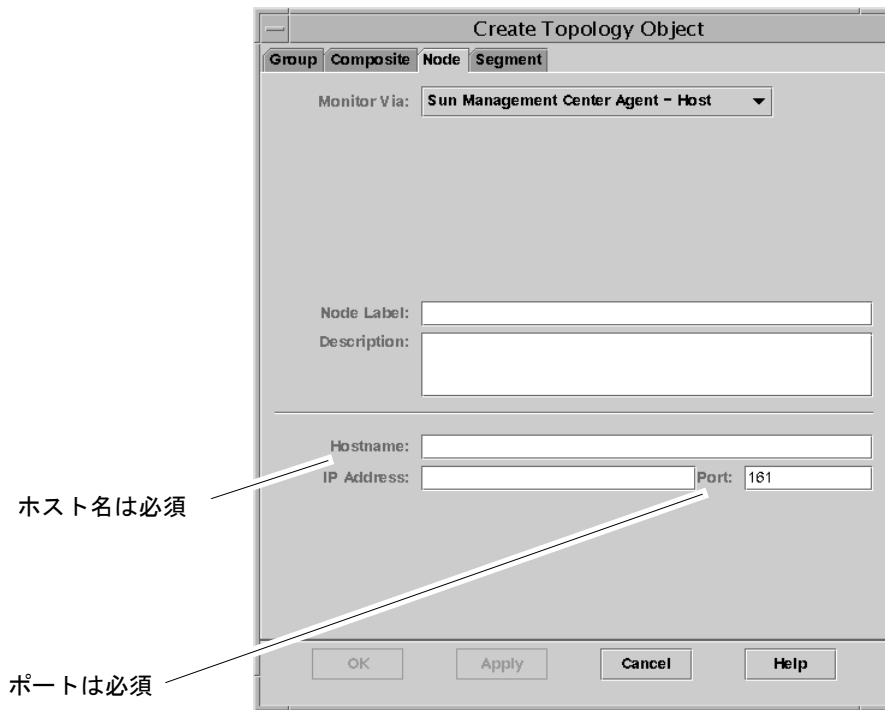 Create Topology Object
Group Composite Node Segment
Monitor Via: Sun Management Center Agent - Host
Node Label:
Description:
Hostname:
IP Address: Port: 161
ホスト名は必須
ポートは必須
OK Apply Cancel Help